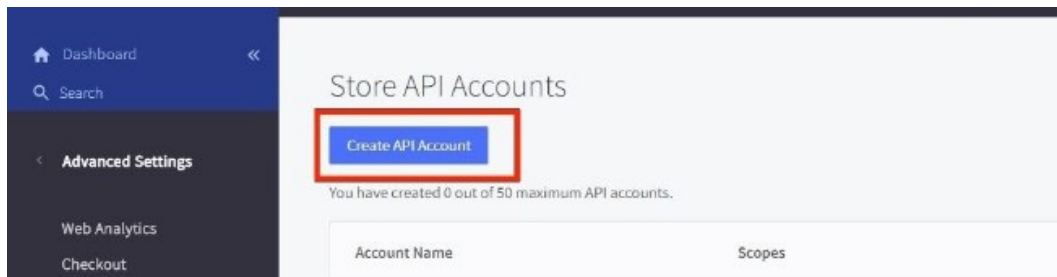 Dashboard
Search
Advanced Settings
Web Analytics
Checkout
Store API Accounts
Create API Account
You have created 0 out of 50 maximum API accounts.
Account Name Scopes